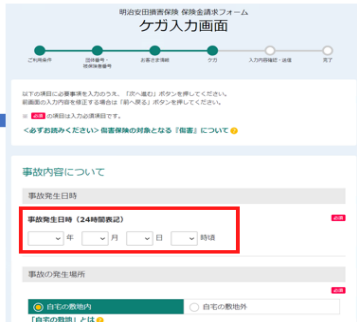 明治安田損害保険 保険金請求フォーム
ケガ入力画面
ご利用条件
団体番号・
被保険者番号
お客さま情報
ケガ
入力内容確認・送信
完了
以下の項目に必要事項を入力のうえ、「次へ進む」ボタンを押してください。
前画面の入力内容を修正する場合は「前へ戻る」ボタンを押してください。
※ 必須 の項目は入力必須項目です。
<必ずお読みください>傷害保険の対象となる『傷害』について
事故内容について
事故発生日時
事故発生日時（24時間表記）
必須
年 月 日 時頃
事故の発生場所
必須
自宅の敷地内 自宅の敷地外
「自宅の敷地」とは